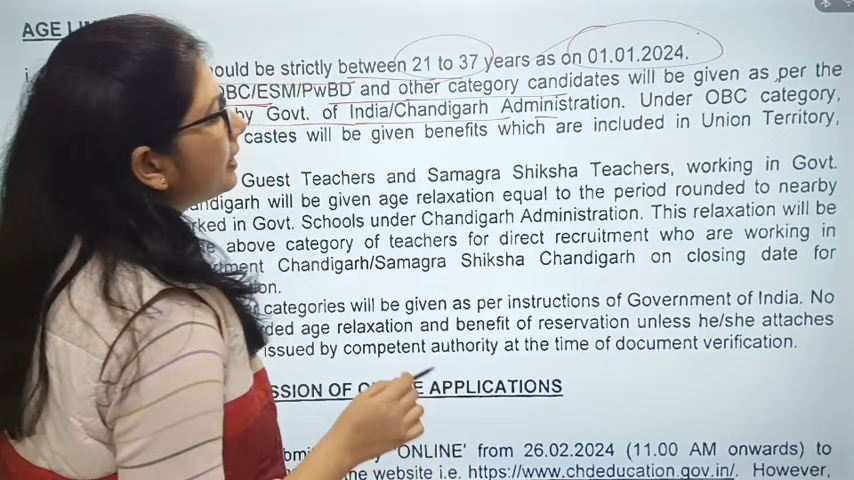 AGE LI
i. ould be strictly between 21 to 37 years as on 01.01.2024.
OBC/ESM/PwBD and other category candidates will be given as per the
by Govt. of India/Chandigarh Administration. Under OBC category,
castes will be given benefits which are included in Union Territory,
Guest Teachers and Samagra Shiksha Teachers, working in Govt.
andigarh will be given age relaxation equal to the period rounded to nearby
rked in Govt. Schools under Chandigarh Administration. This relaxation will be
above category of teachers for direct recruitment who are working in
tment Chandigarh/Samagra Shiksha Chandigarh on closing date for
on.
categories will be given as per instructions of Government of India. No
ded age relaxation and benefit of reservation unless he/she attaches
issued by competent authority at the time of document verification.
SSION OF O E APPLICATIONS
bmi ONLINE' from 26.02.2024 (11.00 AM onwards) to
the website i.e. https://www.chdeducation.gov.in/. However,